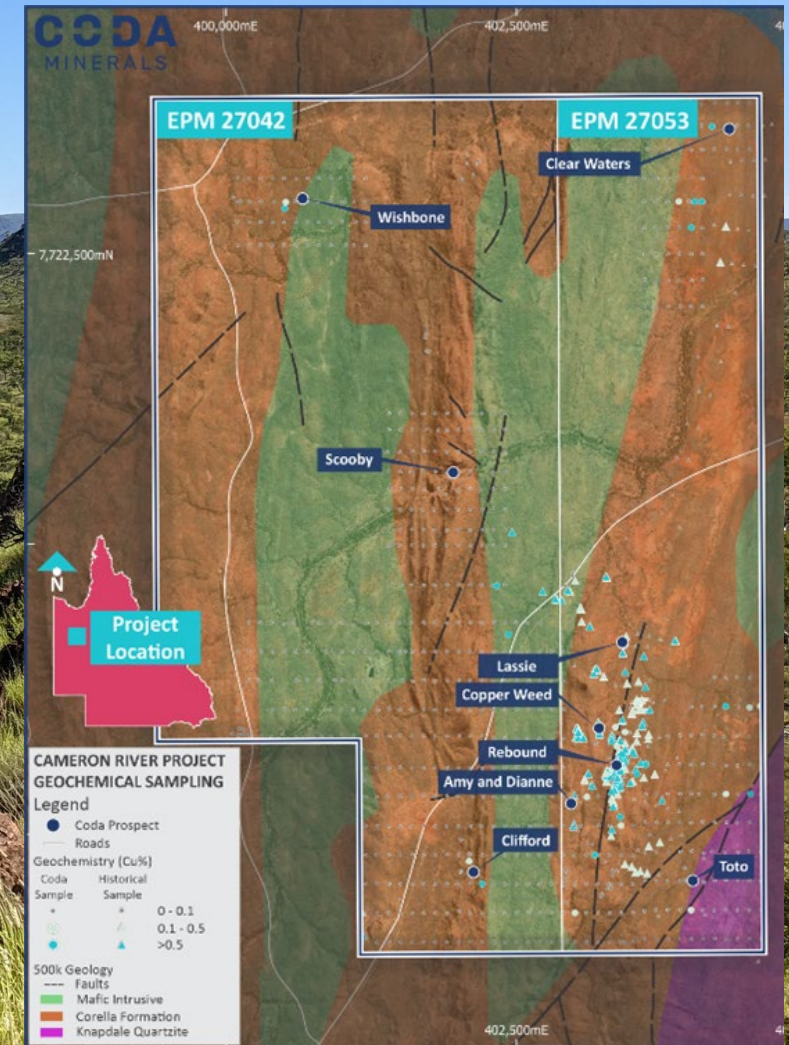 CODA
MINERALS
400,000mE
402,500mE
EPM 27042
EPM 27053
Clear Waters
Wishbone
7,722,500mN
Scooby
N
Project
Location
Lassie
Copper Weed
Rebound
Amy and Dianne
Clifford
Toto
CAMERON RIVER PROJECT
GEOCHEMICAL SAMPLING
Legend
Coda Prospect
Roads
Geochemistry (Cu%)
Coda Historical
Sample Sample
0 - 0.1
0.1 - 0.5
>0.5
500k Geology
Faults
Mafic Intrusive
Corella Formation
Knapdale Quartzite
402,500mE